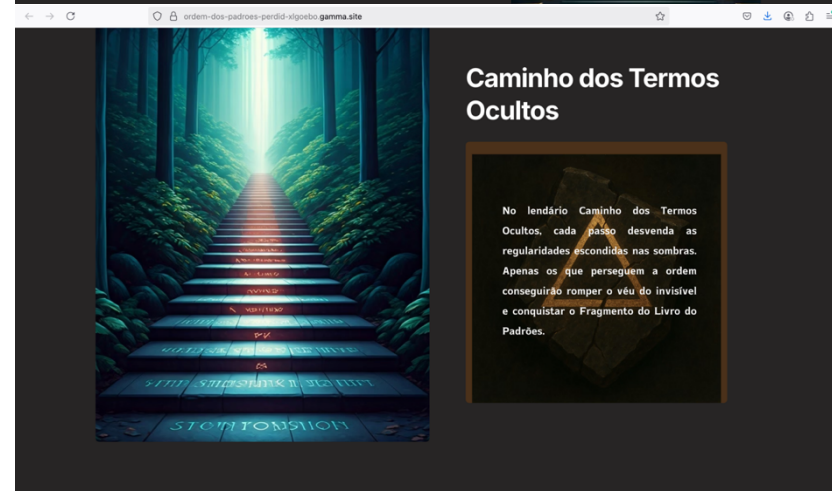 ordem-dos-padroes-perdid-xlgoebo.gamma.site
Caminho dos Termos
Ocultos
No lendário Caminho dos Termos
Ocultos, cada passo desvenda as
regularidades escondidas nas sombras.
Apenas os que perseguem a ordem
conseguirão romper o véu do invisível
e conquistar o Fragmento do Livro do
Padrões.